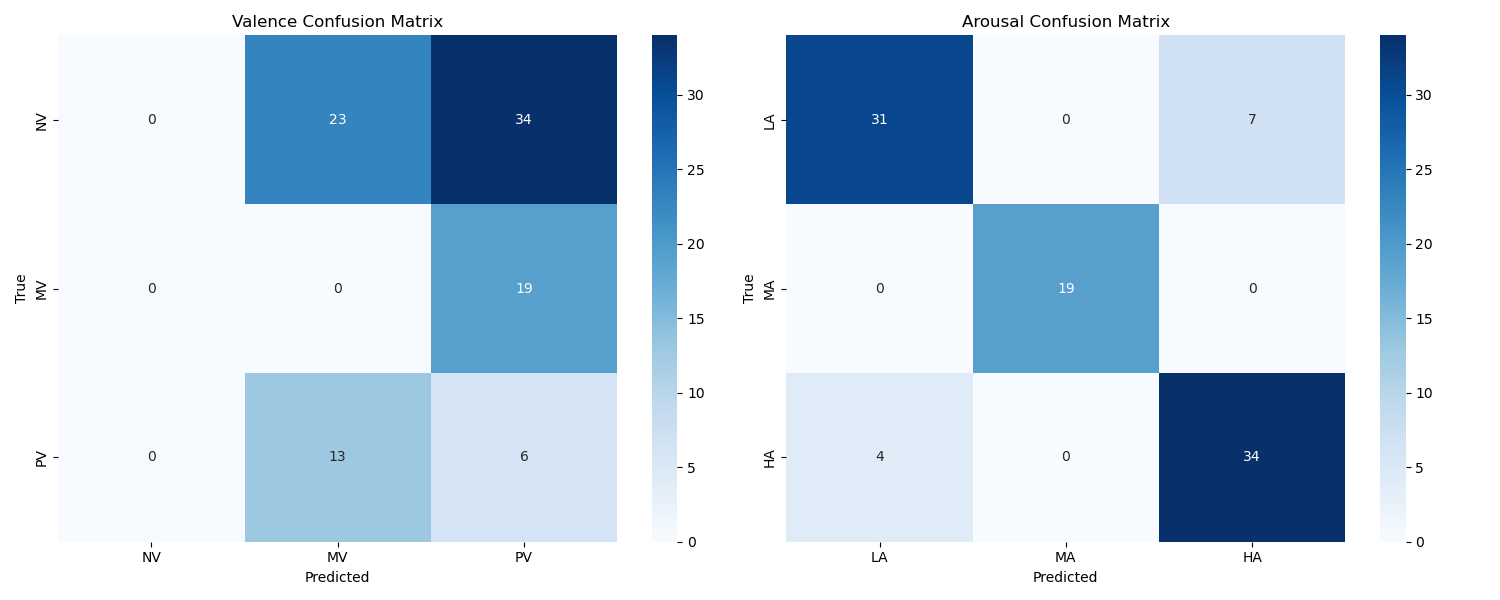 Valence Confusion Matrix
NV 0 23 34
MV 0 0 19
PV 0 13 6
True
NV MV PV
Predicted
30
25
20
15
10
5
0
Arousal Confusion Matrix
LA 31 0 7
MA 0 19 0
HA 4 0 34
True
LA MA HA
Predicted
30
25
20
15
10
5
0